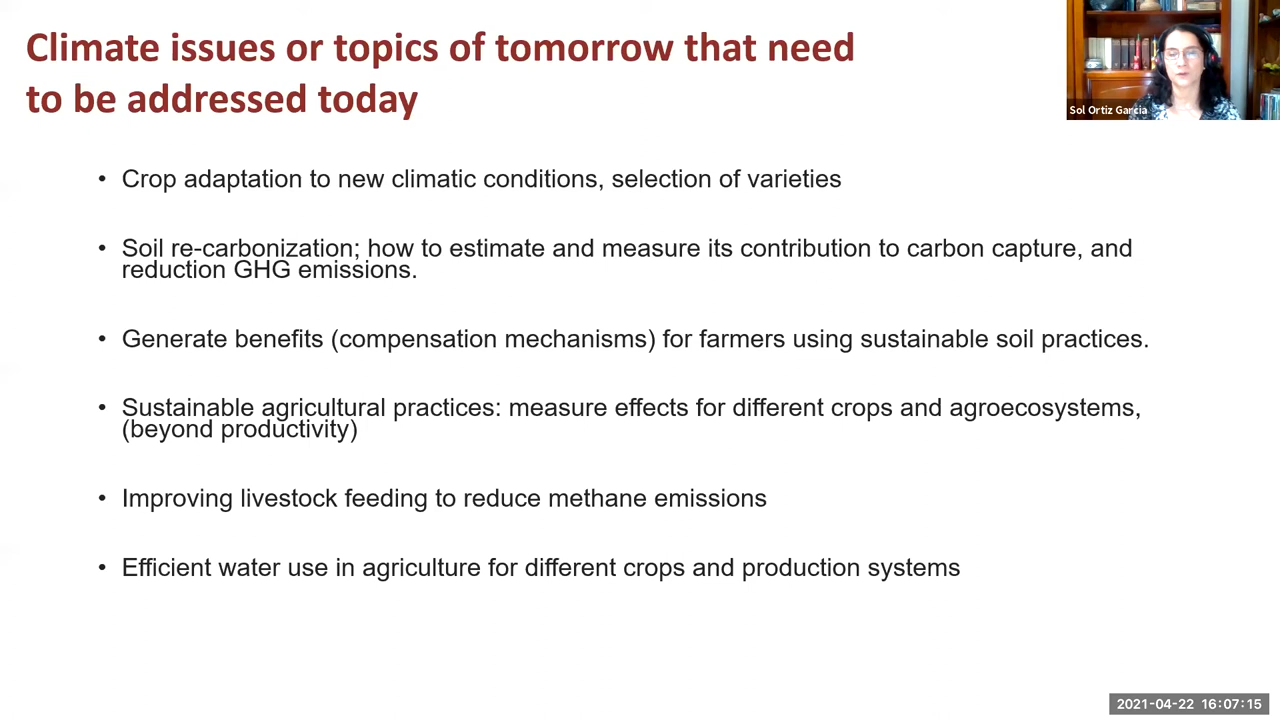 Climate issues or topics of tomorrow that need
to be addressed today
Sol Ortiz Garcia
• Crop adaptation to new climatic conditions, selection of varieties
• Soil re-carbonization; how to estimate and measure its contribution to carbon capture, and
reduction GHG emissions.
• Generate benefits (compensation mechanisms) for farmers using sustainable soil practices.
• Sustainable agricultural practices: measure effects for different crops and agroecosystems,
(beyond productivity)
• Improving livestock feeding to reduce methane emissions
• Efficient water use in agriculture for different crops and production systems
2021-04-22 16:07:15